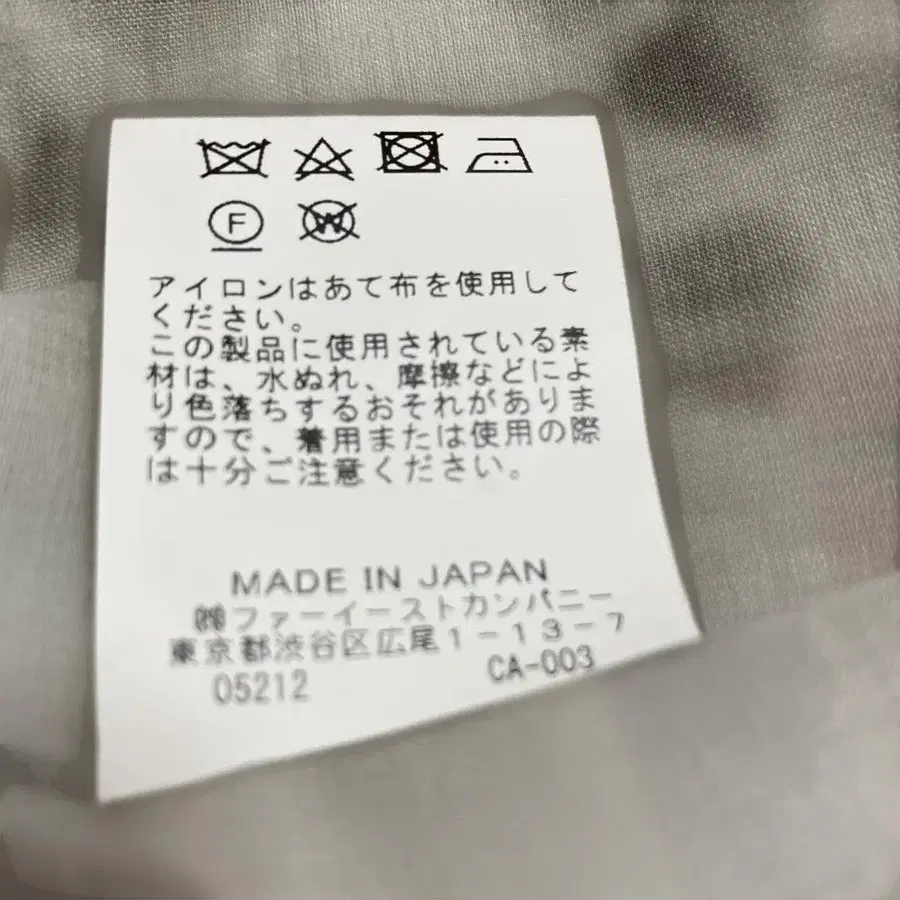 F W
アイロンはあて布を使用して
ください。
この製品に使用されている素
材は、水ぬれ、摩擦などによ
り色落ちするおそれがありま
すので、着用または使用の際
は十分ご注意ください。
MADE IN JAPAN
㈱ファーイーストカンパニー
東京都渋谷区広尾1-13-7
05212 CA-003